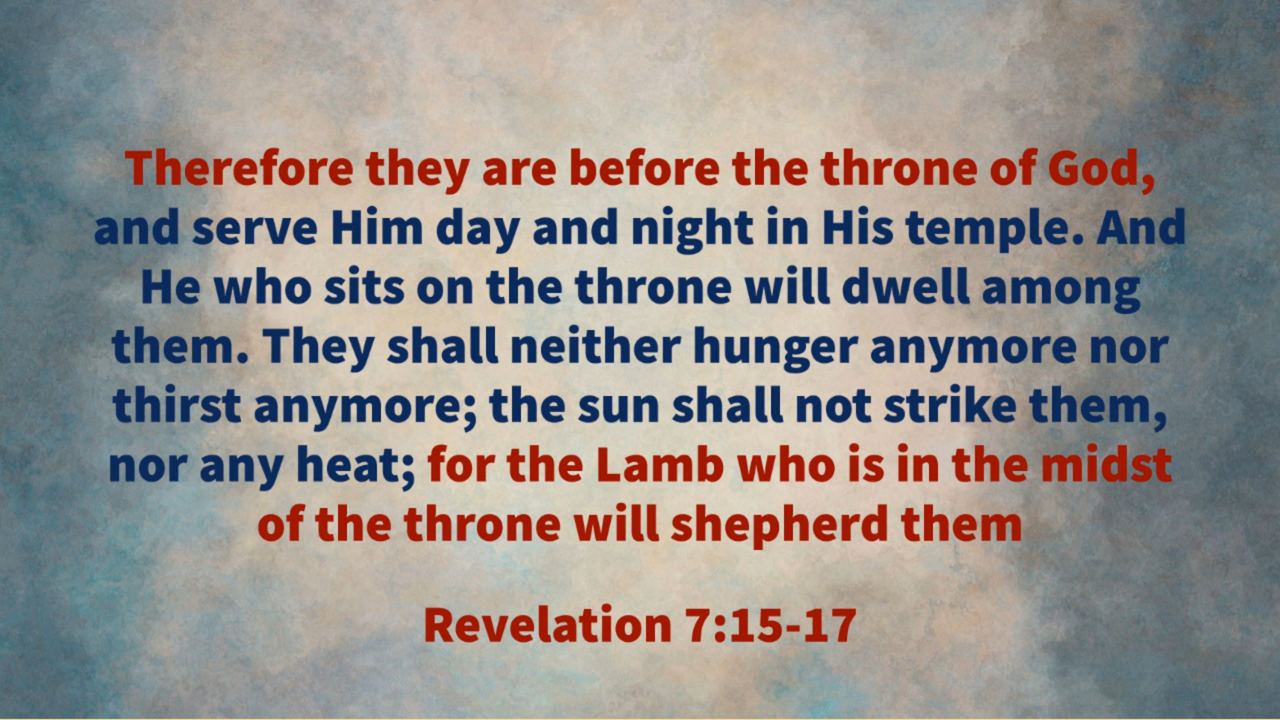 Therefore they are before the throne of God,
and serve Him day and night in His temple. And
He who sits on the throne will dwell among
them. They shall neither hunger anymore nor
thirst anymore; the sun shall not strike them,
nor any heat; for the Lamb who is in the midst
of the throne will shepherd them
Revelation 7:15-17